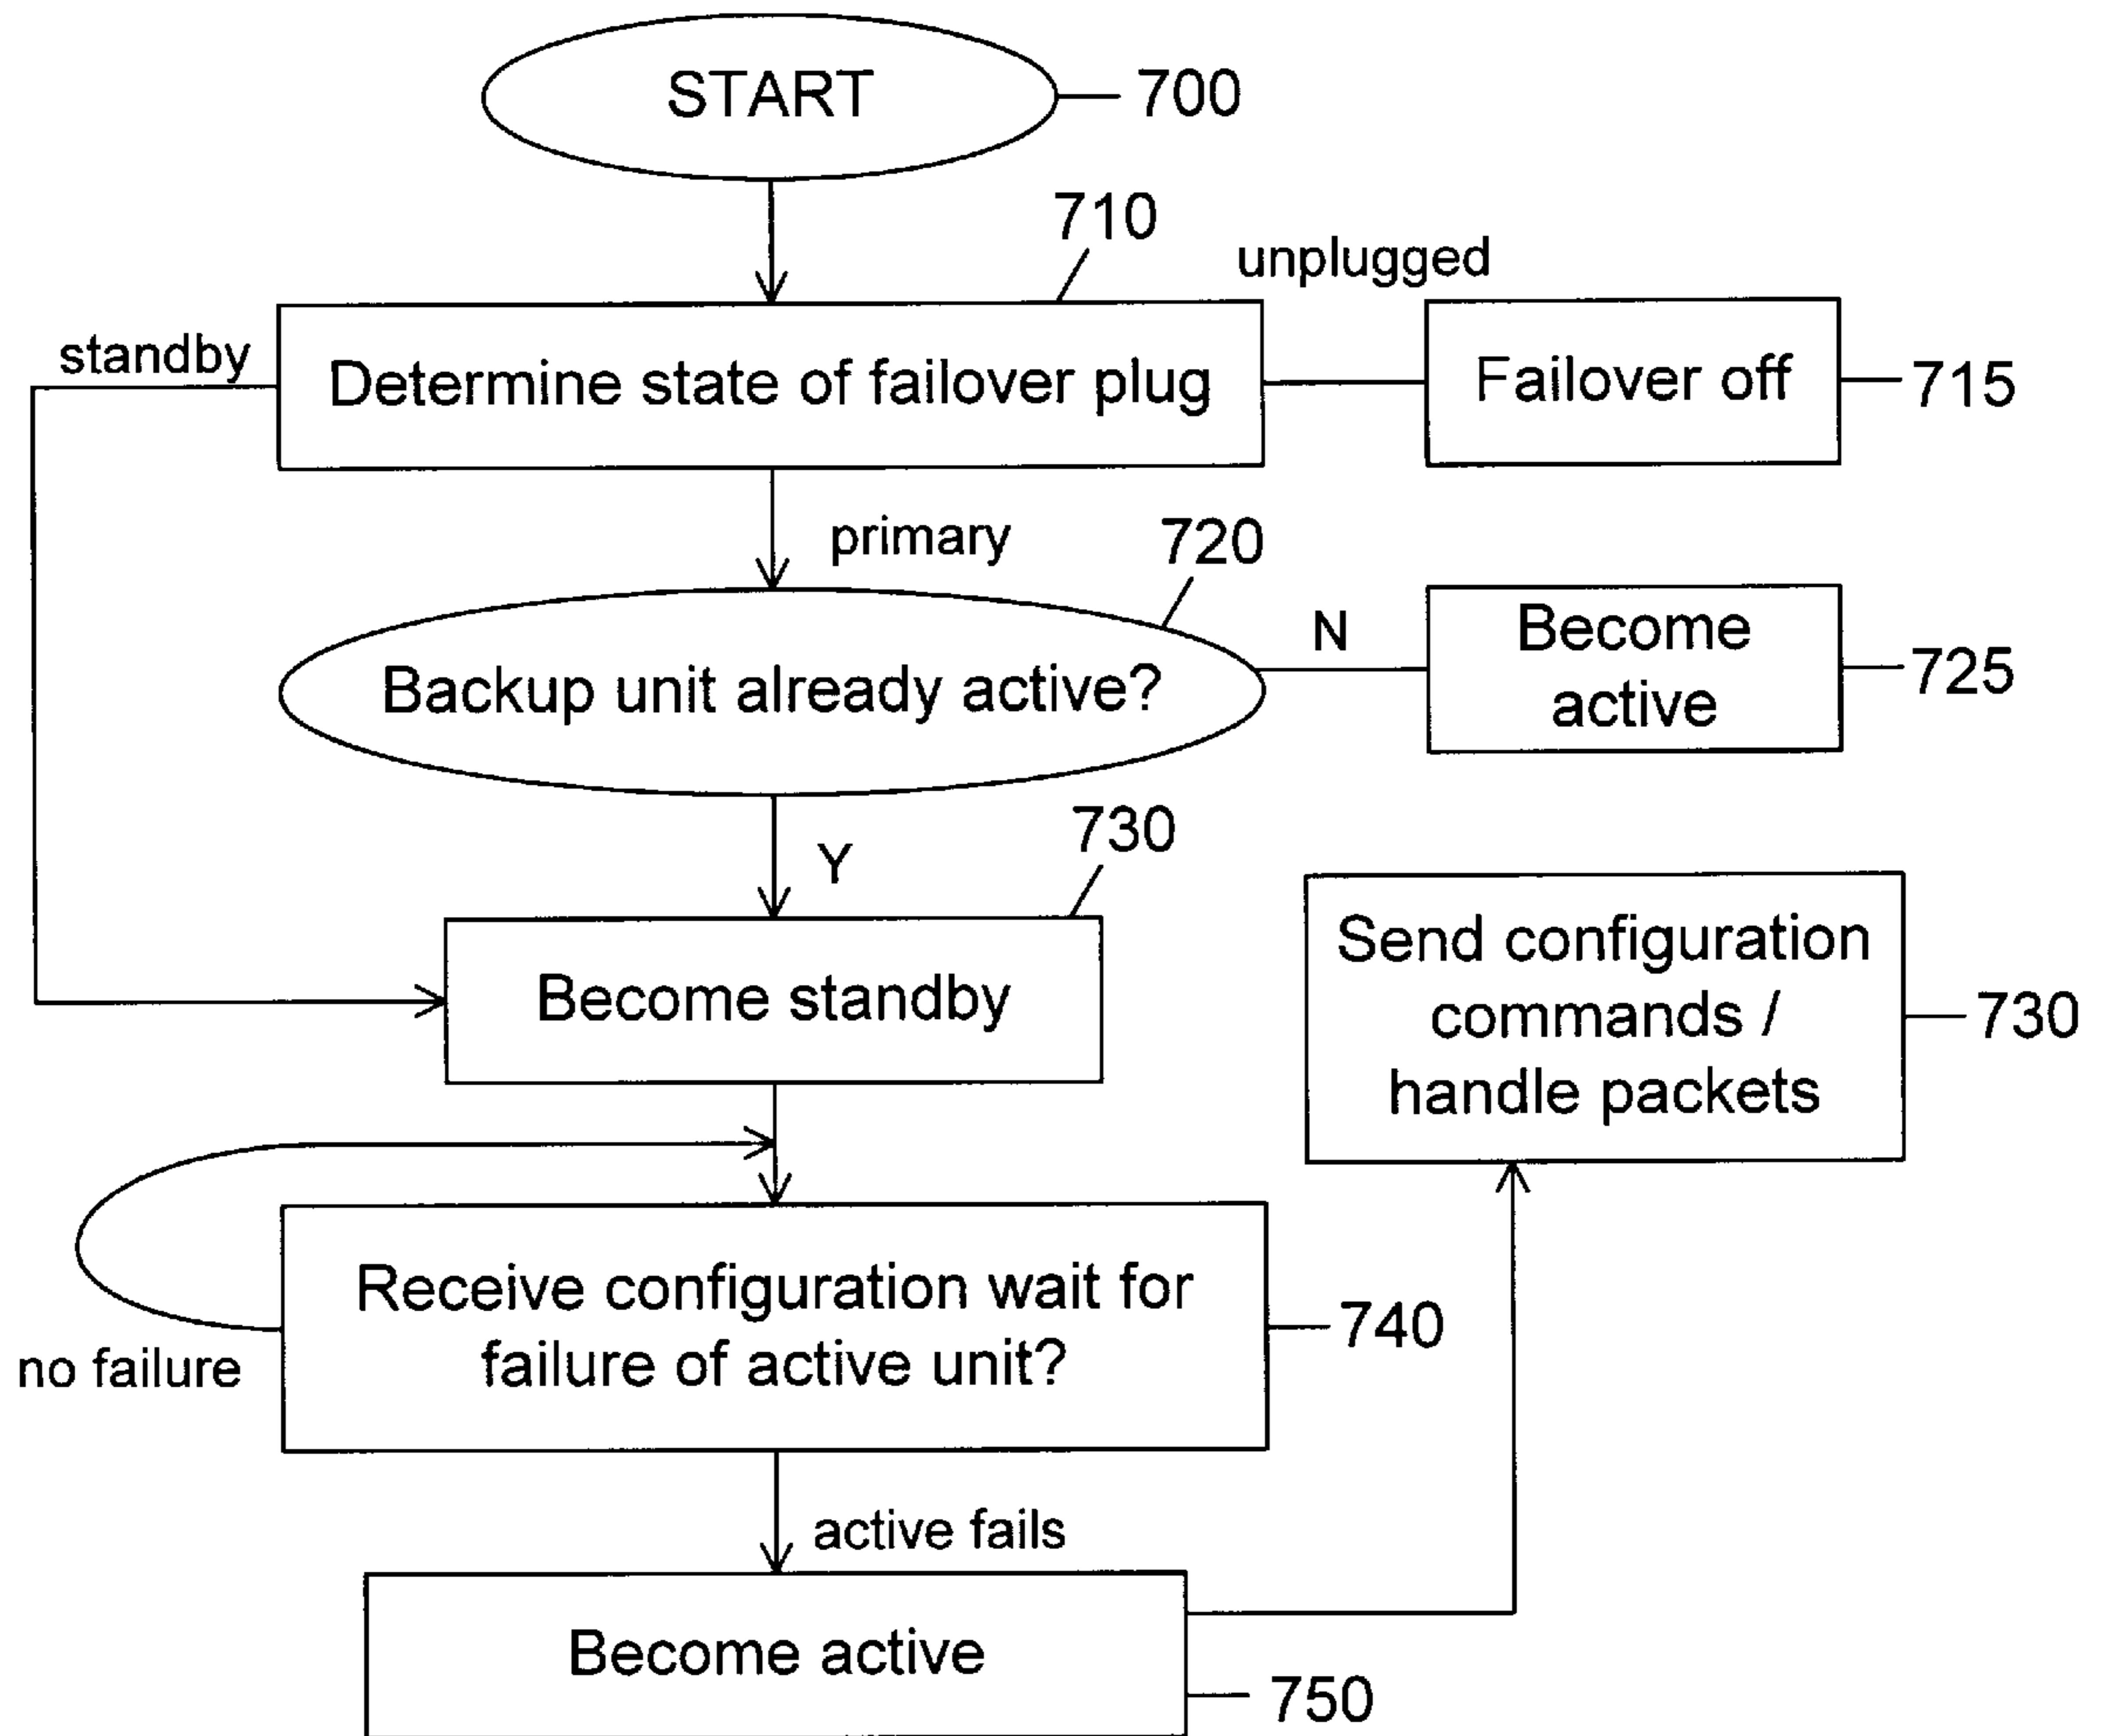 START
700
710
unplugged
standby
Determine state of failover plug
Failover off
715
primary
720
N
Become
active
725
Backup unit already active?
Y
730
Become standby
Send configuration
commands /
handle packets
730
Receive configuration wait for
failure of active unit?
740
no failure
active fails
Become active
750